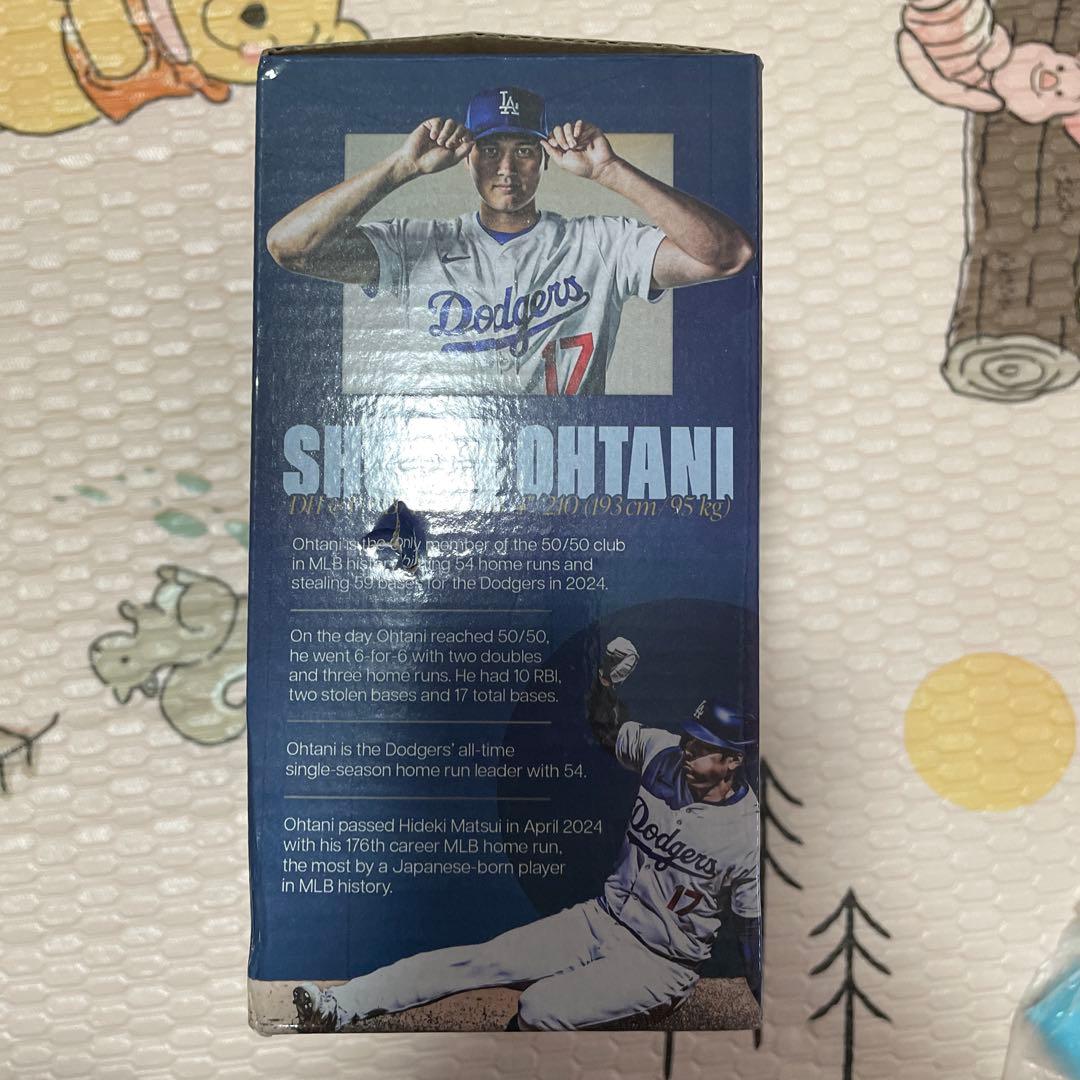 LA
Dodgers
17
OHTANI
210 (193 cm / 95 kg)
Ohtani is the only member of the 50/50 club
in MLB 54 home runs and
stealing 59 bases for the Dodgers in 2024.
On the day Ohtani reached 50/50,
he went 6-for-6 with two doubles
and three home runs. He had 10 RBI,
two stolen bases and 17 total bases.
Ohtani is the Dodgers' all-time
single-season home run leader with 54.
Ohtani passed Hideki Matsui in April 2024
with his 176th career MLB home run,
the most by a Japanese-born player
in MLB history.
LA
Dodgers
17